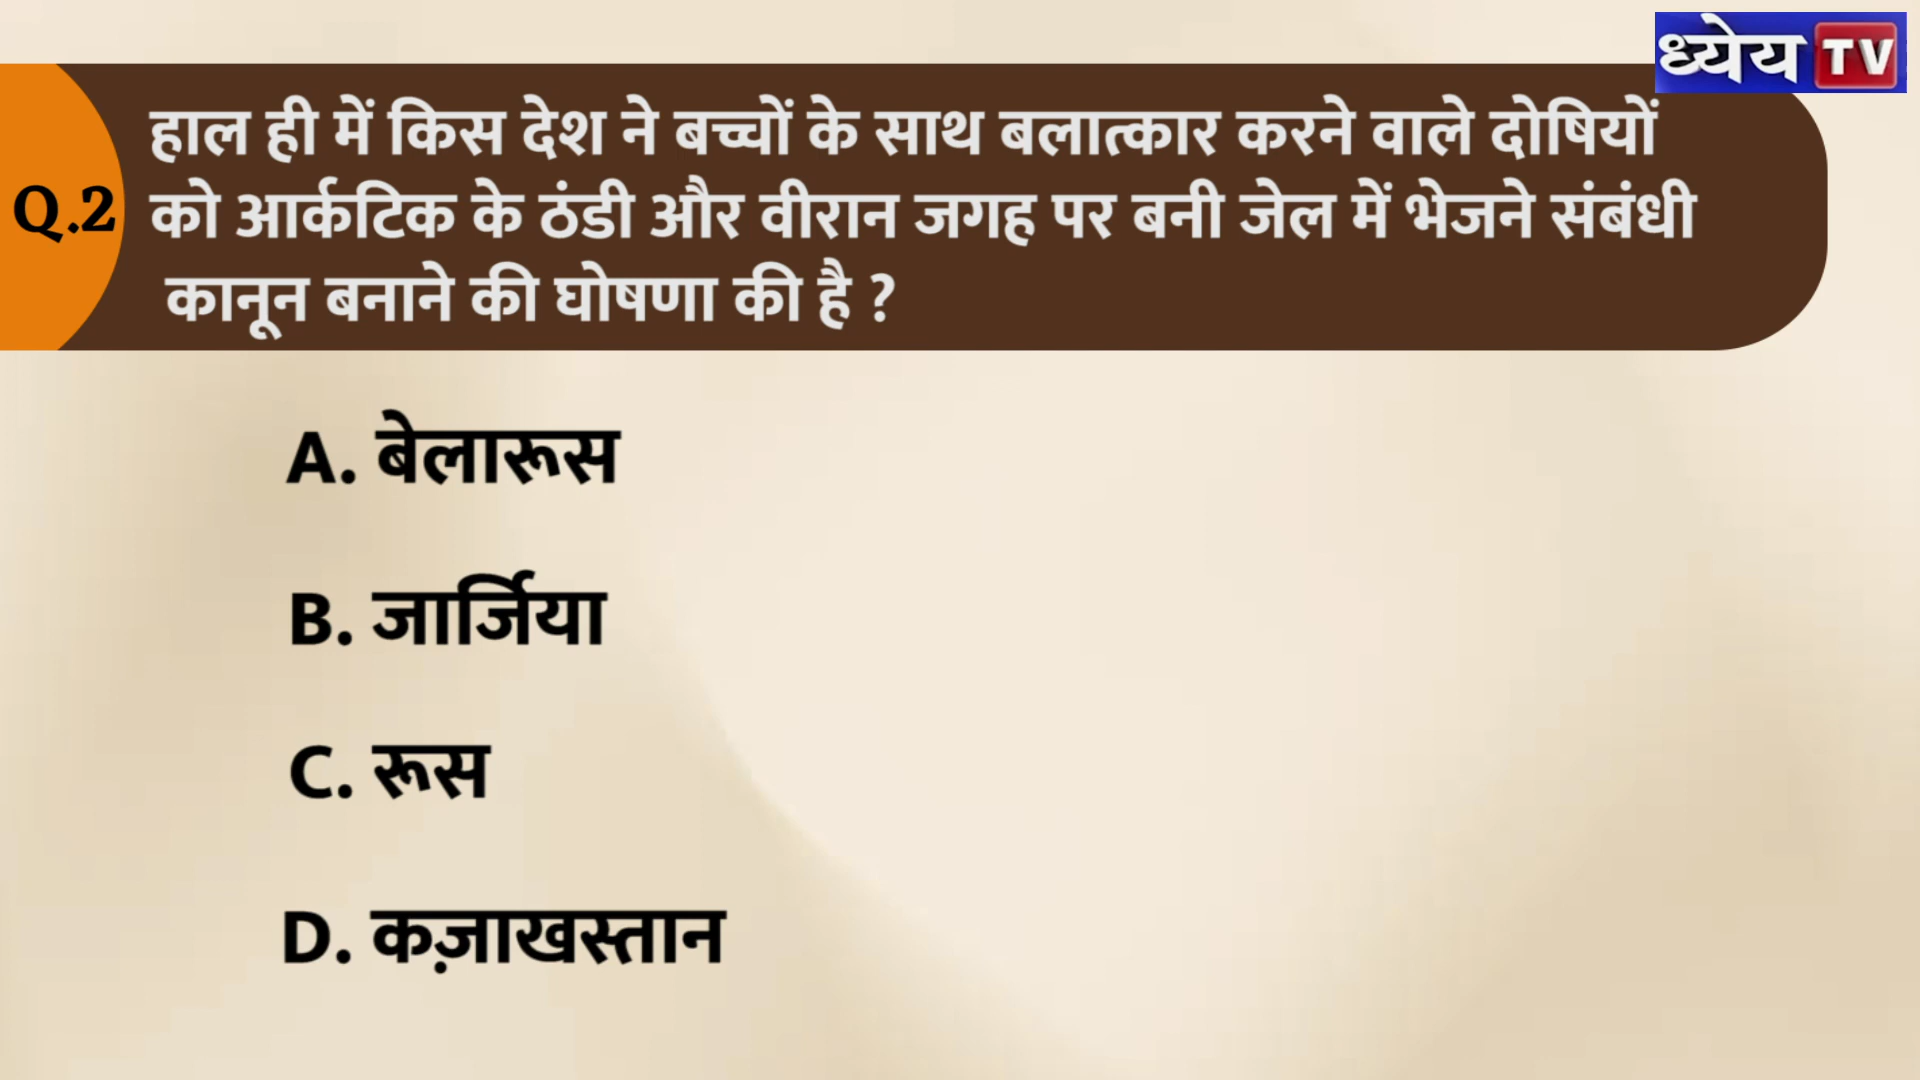 ध्येय TV
हाल ही में किस देश ने बच्चों के साथ बलात्कार करने वाले दोषियों
Q.2 को आर्कटिक के ठंडी और वीरान जगह पर बनी जेल में भेजने संबंधी
कानून बनाने की घोषणा की है ?
A. बेलारूस
B. जार्जिया
C. रूस
D. कज़ाखस्तान